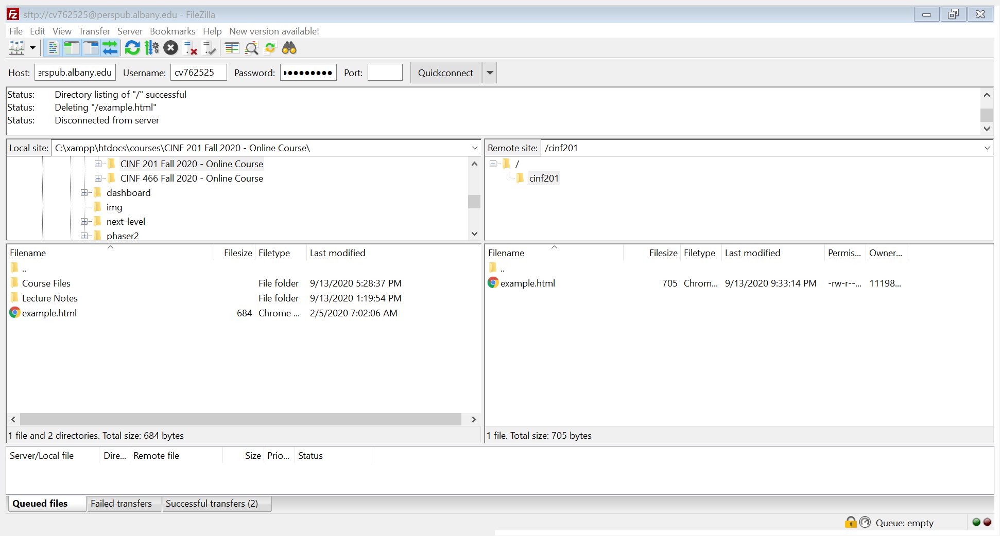 sftp://cv762525@perspub.albany.edu - FileZilla
File Edit View Transfer Server Bookmarks Help New version available!
Host: erspub.albany.edu Username: cv762525 Password: ●●●●●●●●● Port: Quickconnect
Status: Directory listing of "/" successful
Status: Deleting "/example.html"
Status: Disconnected from server
Local site: C:\xampp\htdocs\courses\CINF 201 Fall 2020 - Online Course\
CINF 201 Fall 2020 - Online Course
CINF 466 Fall 2020 - Online Course
dashboard
img
next-level
phaser2
Remote site: /cinf201
/
cinf201
Filename Filesize Filetype Last modified
..
Course Files File folder 9/13/2020 5:28:37 PM
Lecture Notes File folder 9/13/2020 1:19:54 PM
example.html 684 Chrome ... 2/5/2020 7:02:06 AM
1 file and 2 directories. Total size: 684 bytes
Filename Filesize Filetype Last modified Permis... Owner...
..
example.html 705 Chrom... 9/13/2020 9:33:14 PM -rw-r--... 11198...
1 file. Total size: 705 bytes
Server/Local file Dire... Remote file Size Prio... Status
Queued files Failed transfers Successful transfers (2)
Queue: empty